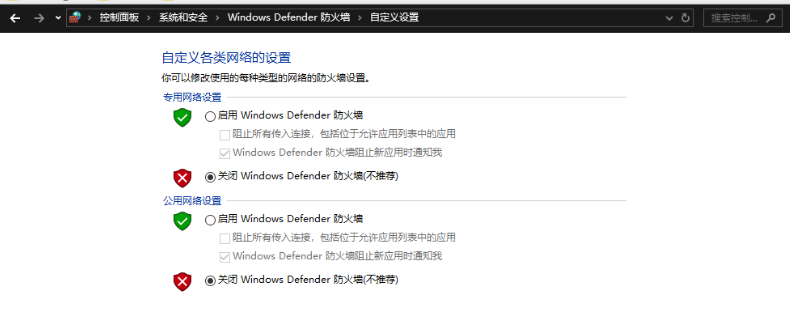 控制面板 › 系统和安全 › Windows Defender 防火墙 › 自定义设置
搜索控制...
自定义各类网络的设置
你可以修改使用的每种类型的网络的防火墙设置。
专用网络设置
启用 Windows Defender 防火墙
阻止所有传入连接，包括位于允许应用列表中的应用
Windows Defender 防火墙阻止新应用时通知我
关闭 Windows Defender 防火墙(不推荐)
公用网络设置
启用 Windows Defender 防火墙
阻止所有传入连接，包括位于允许应用列表中的应用
Windows Defender 防火墙阻止新应用时通知我
关闭 Windows Defender 防火墙(不推荐)